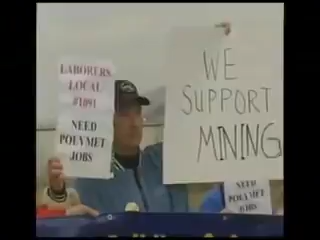 LABORERS
LOCAL
#1091
NEED
POLYMET
JOBS
WE
SUPPORT
MINING
NEED
POLYMET
JOBS